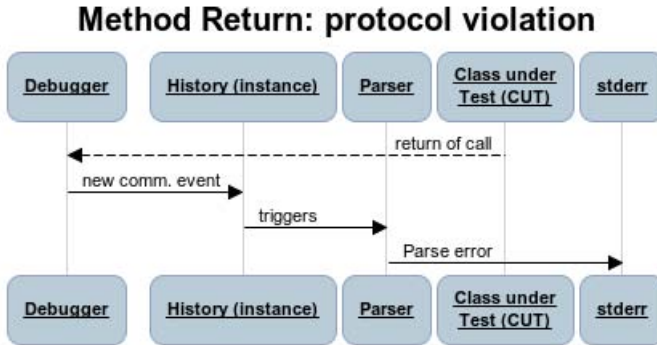 Method Return: protocol violation
Debugger
History (instance)
Parser
Class under
Test (CUT)
stderr
return of call
new comm. event
triggers
Parse error
Debugger
History (instance)
Parser
Class under
Test (CUT)
stderr